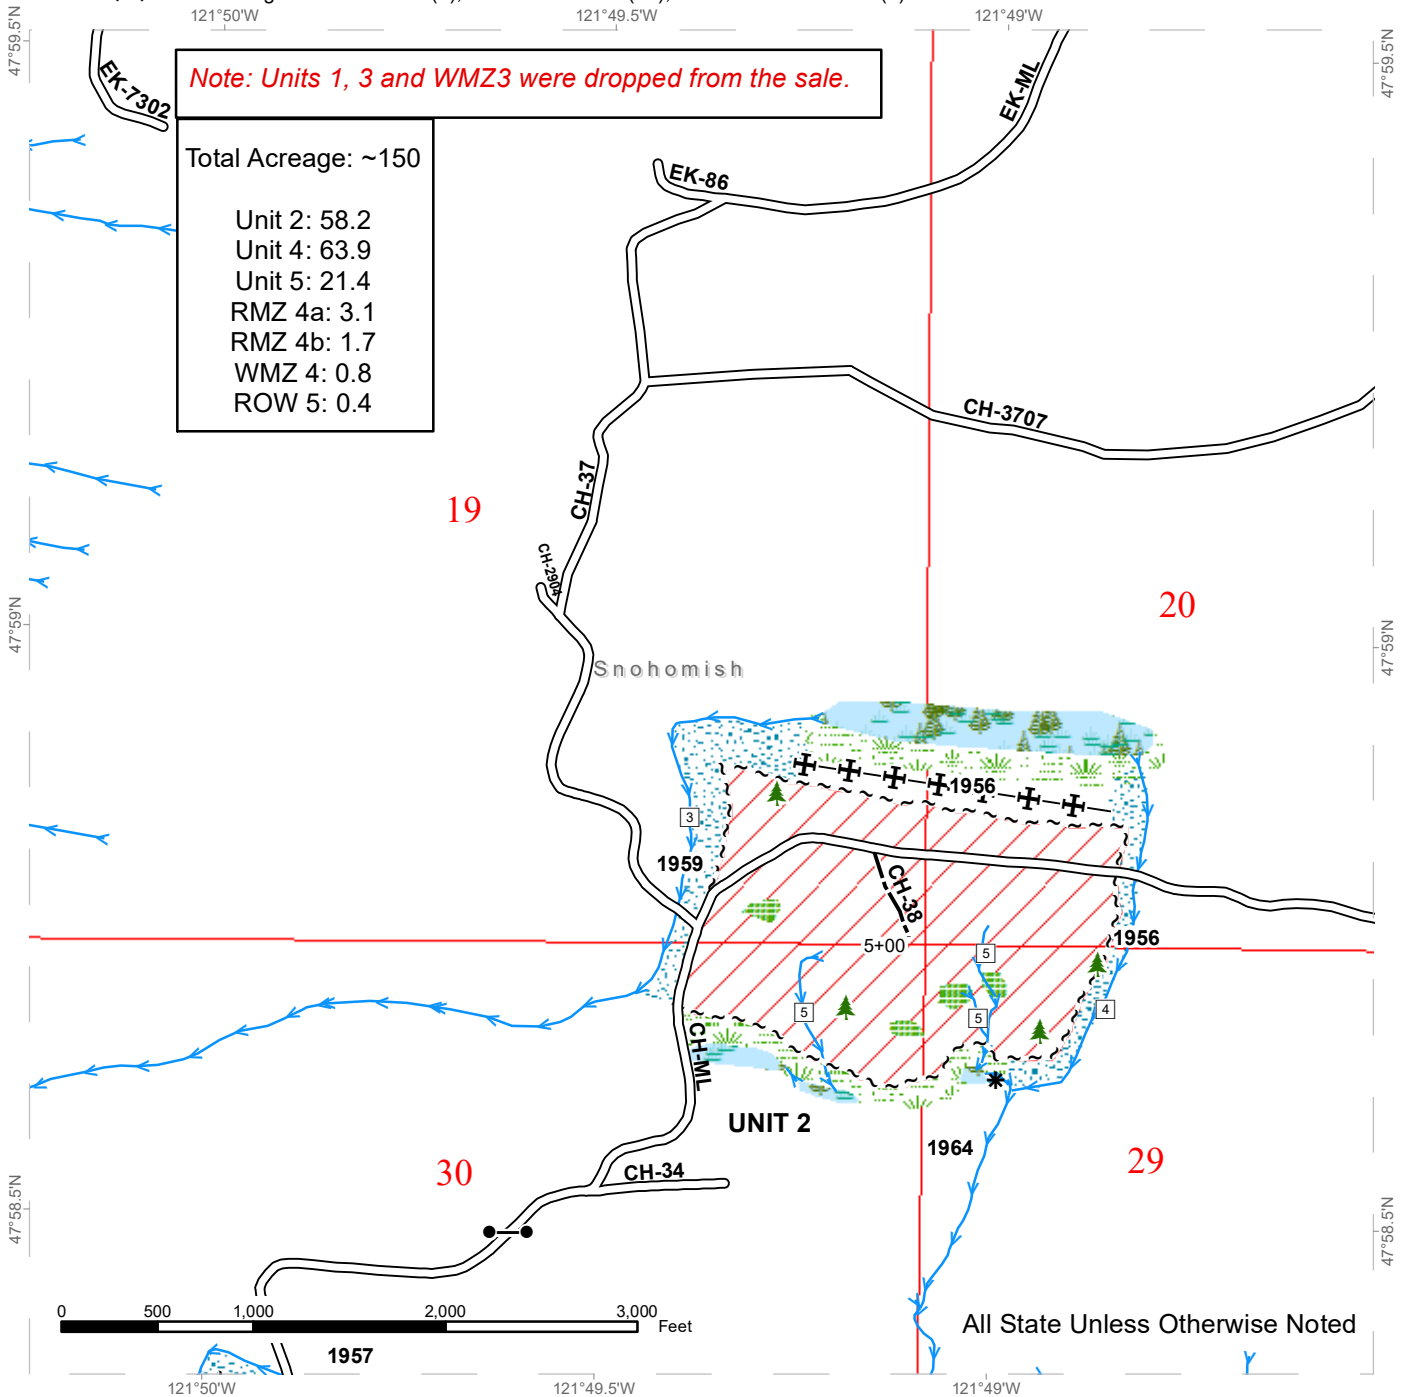 121°50'W
121°49.5'W
121°49'W
47°59.5'N
47°59.5'N
EK-7302
Note: Units 1, 3 and WMZ3 were dropped from the sale.
EK-ML
Total Acreage: ~150
Unit 2: 58.2
Unit 4: 63.9
Unit 5: 21.4
RMZ 4a: 3.1
RMZ 4b: 1.7
WMZ 4: 0.8
ROW 5: 0.4
EK-86
CH-3707
CH-37
19
CH-2904
20
47°59'N
47°59'N
Snohomish
1956
3
1959
CH-38
5+00
1956
5
5
5
4
CH-ML
UNIT 2
1964
30
CH-34
29
47°58.5'N
47°58.5'N
0
500
1,000
2,000
3,000
Feet
All State Unless Otherwise Noted
1957
121°50'W
121°49.5'W
121°49'W